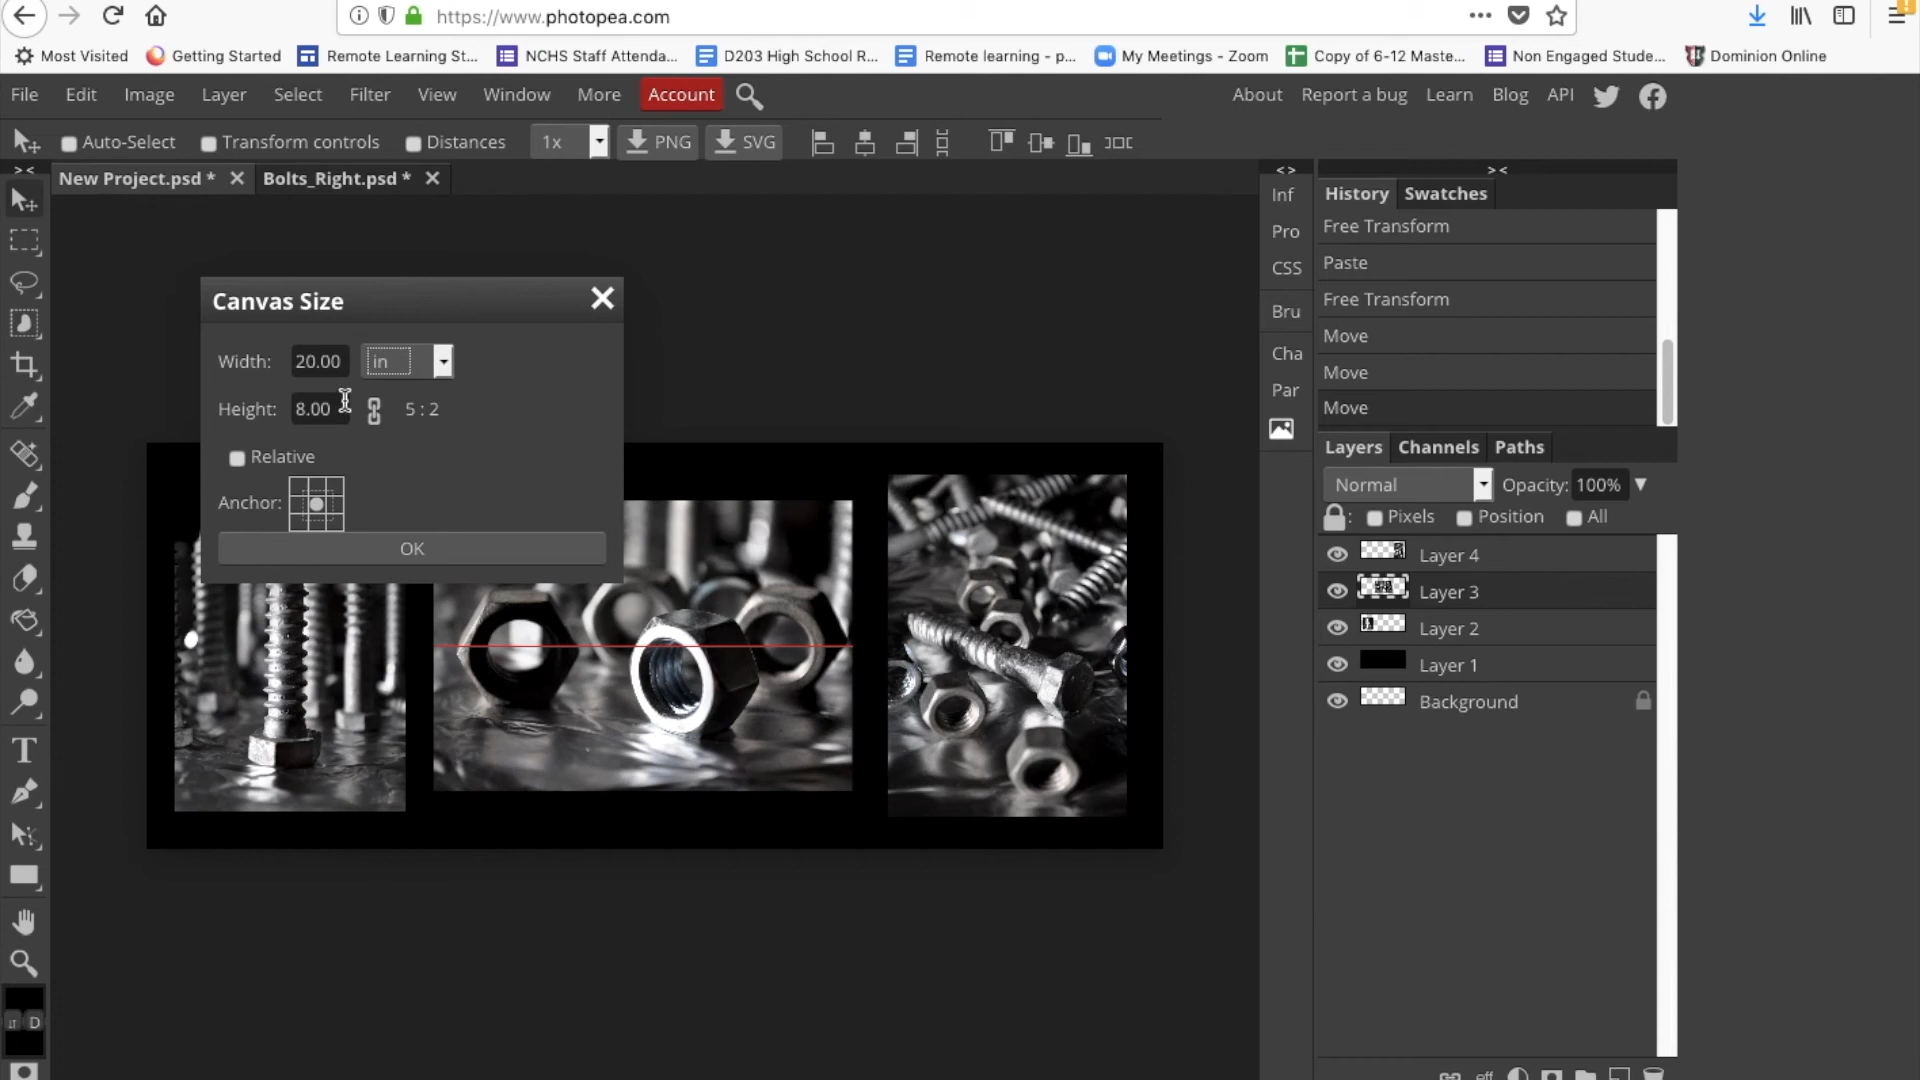 https://www.photopea.com
Most Visited Getting Started Remote Learning St... NCHS Staff Attenda... D203 High School R... Remote learning - p... My Meetings - Zoom Copy of 6-12 Maste... Non Engaged Stude... Dominion Online
File Edit Image Layer Select Filter View Window More Account About Report a bug Learn Blog API
Auto-Select Transform controls Distances 1x PNG SVG
New Project.psd * Bolts_Right.psd *
> < < > > <
Inf
Pro
CSS
Bru
Cha
Par
History Swatches
Free Transform
Paste
Free Transform
Move
Move
Move
Canvas Size
Width: 20.00 in
Height: 8.00 5 : 2
Relative
Anchor:
OK
Layers Channels Paths
Normal Opacity: 100%
: Pixels Position All
Layer 4
Layer 3
Layer 2
Layer 1
Background
D
eff